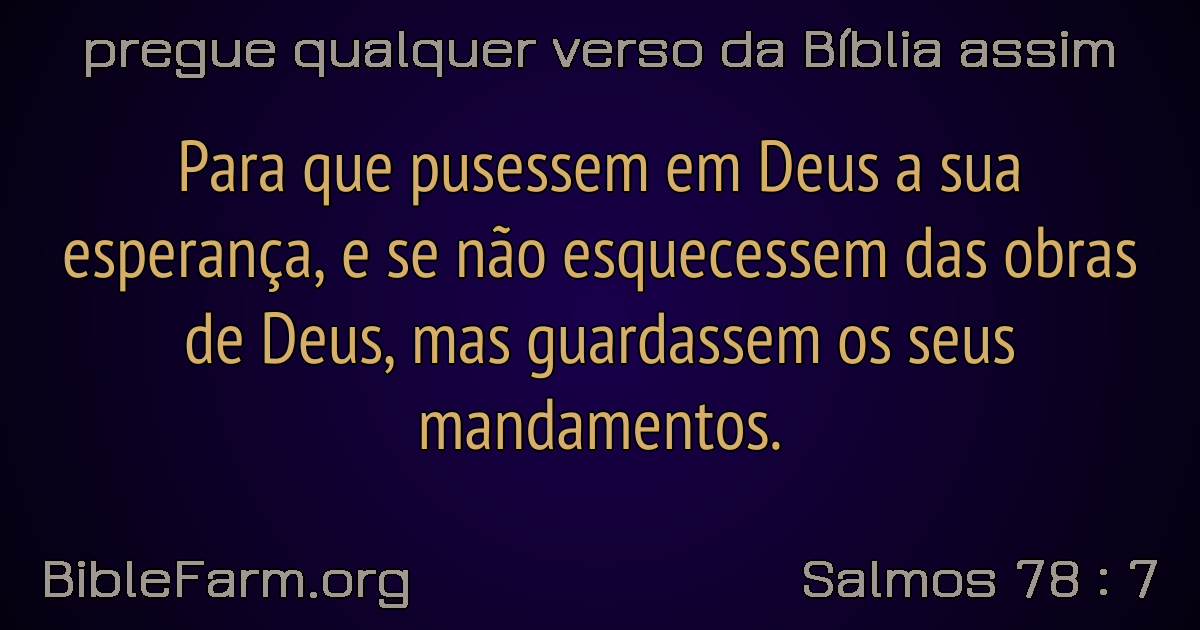 pregue qualquer verso da Bíblia assim
Para que pusessem em Deus a sua
esperança, e se não esquecessem das obras
de Deus, mas guardassem os seus
mandamentos.
BibleFarm.org
Salmos 78 : 7